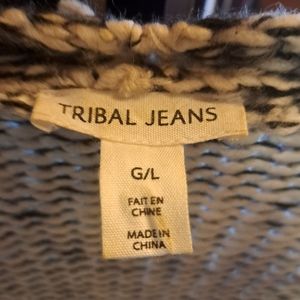 TRIBAL JEANS
G/L
FAIT EN
CHINE
MADE IN
CHINA